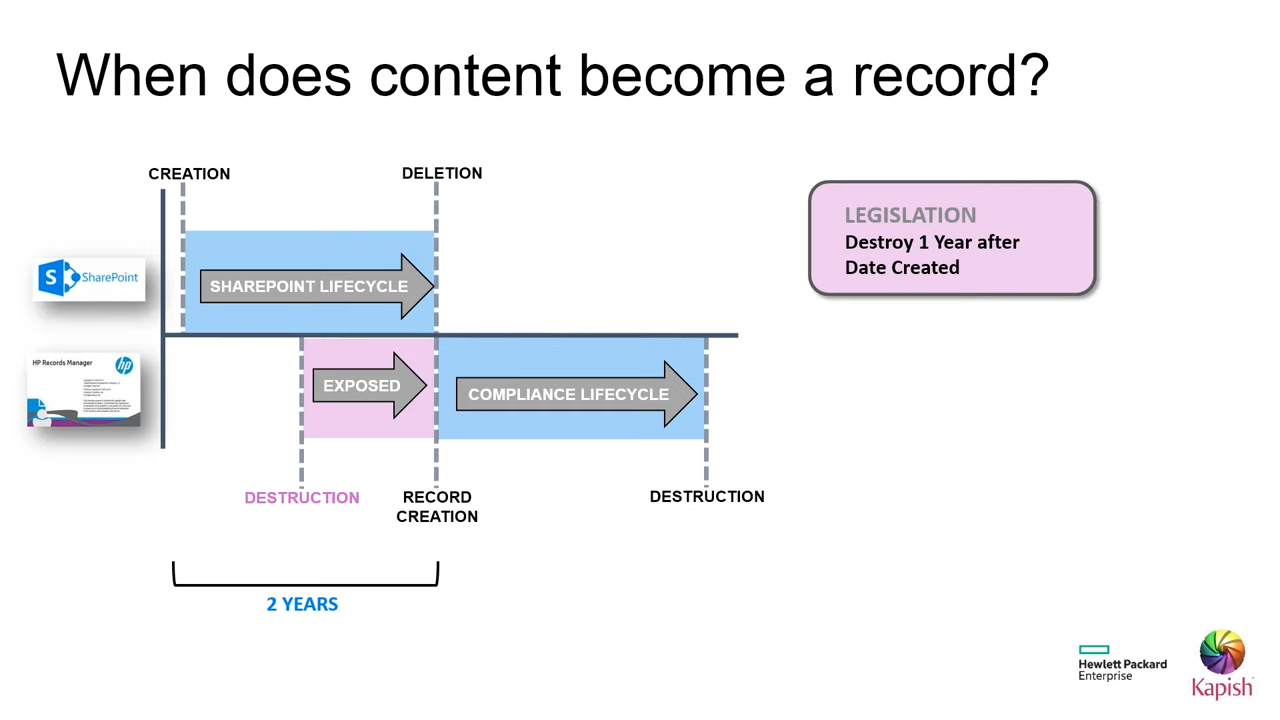 When does content become a record?
CREATION
DELETION
LEGISLATION
Destroy 1 Year after
Date Created
S
SharePoint
SHAREPOINT LIFECYCLE
HP Records Manager
hp
EXPOSED
COMPLIANCE LIFECYCLE
DESTRUCTION
RECORD
CREATION
DESTRUCTION
2 YEARS
Hewlett Packard
Enterprise
Kapish